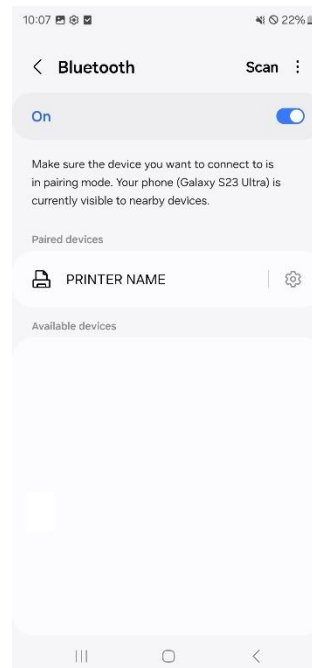 10:07 22%
Bluetooth Scan
On
Make sure the device you want to connect to is
in pairing mode. Your phone (Galaxy S23 Ultra) is
currently visible to nearby devices.
Paired devices
PRINTER NAME
Available devices